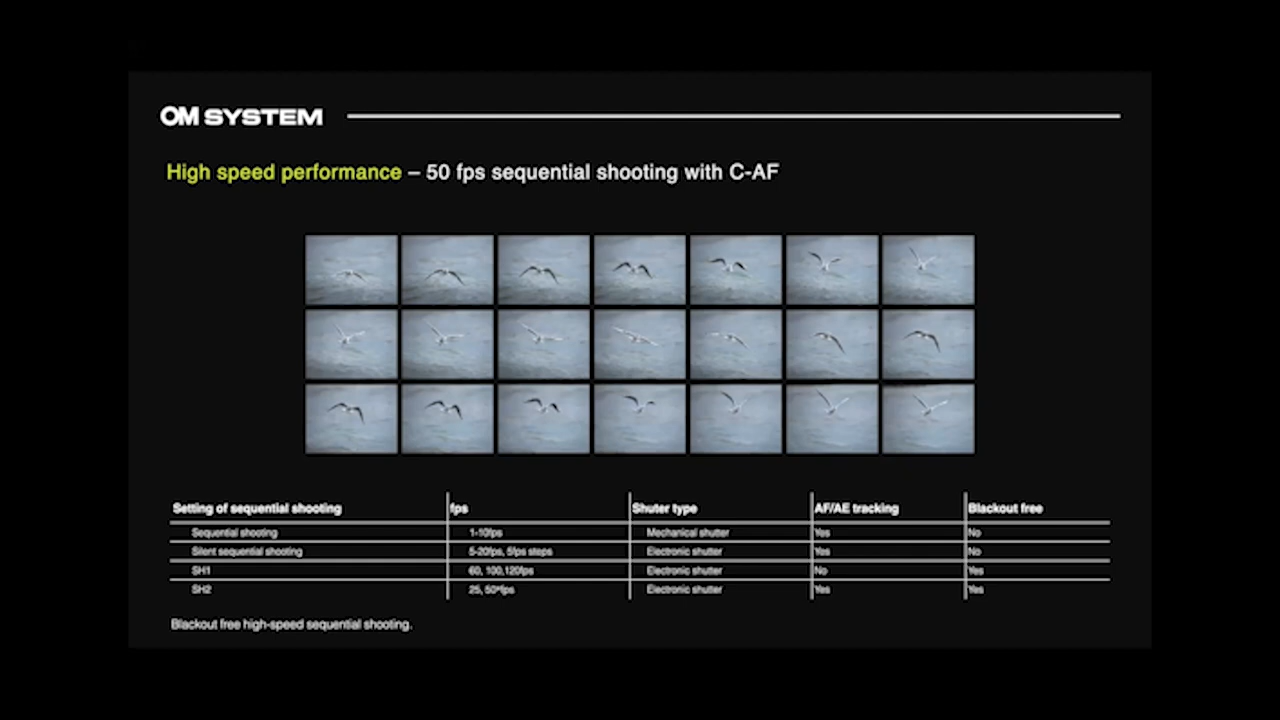 OM SYSTEM
High speed performance – 50 fps sequential shooting with C-AF
Setting of sequential shooting fps Shuter type AF/AE tracking Blackout free
Sequential shooting 1-10fps Mechanical shutter Yes No
Silent sequential shooting 5-20fps, 5fps steps Electronic shutter Yes No
SH1 60, 100,120fps Electronic shutter No Yes
SH2 25, 50*fps Electronic shutter Yes Yes
Blackout free high-speed sequential shooting.